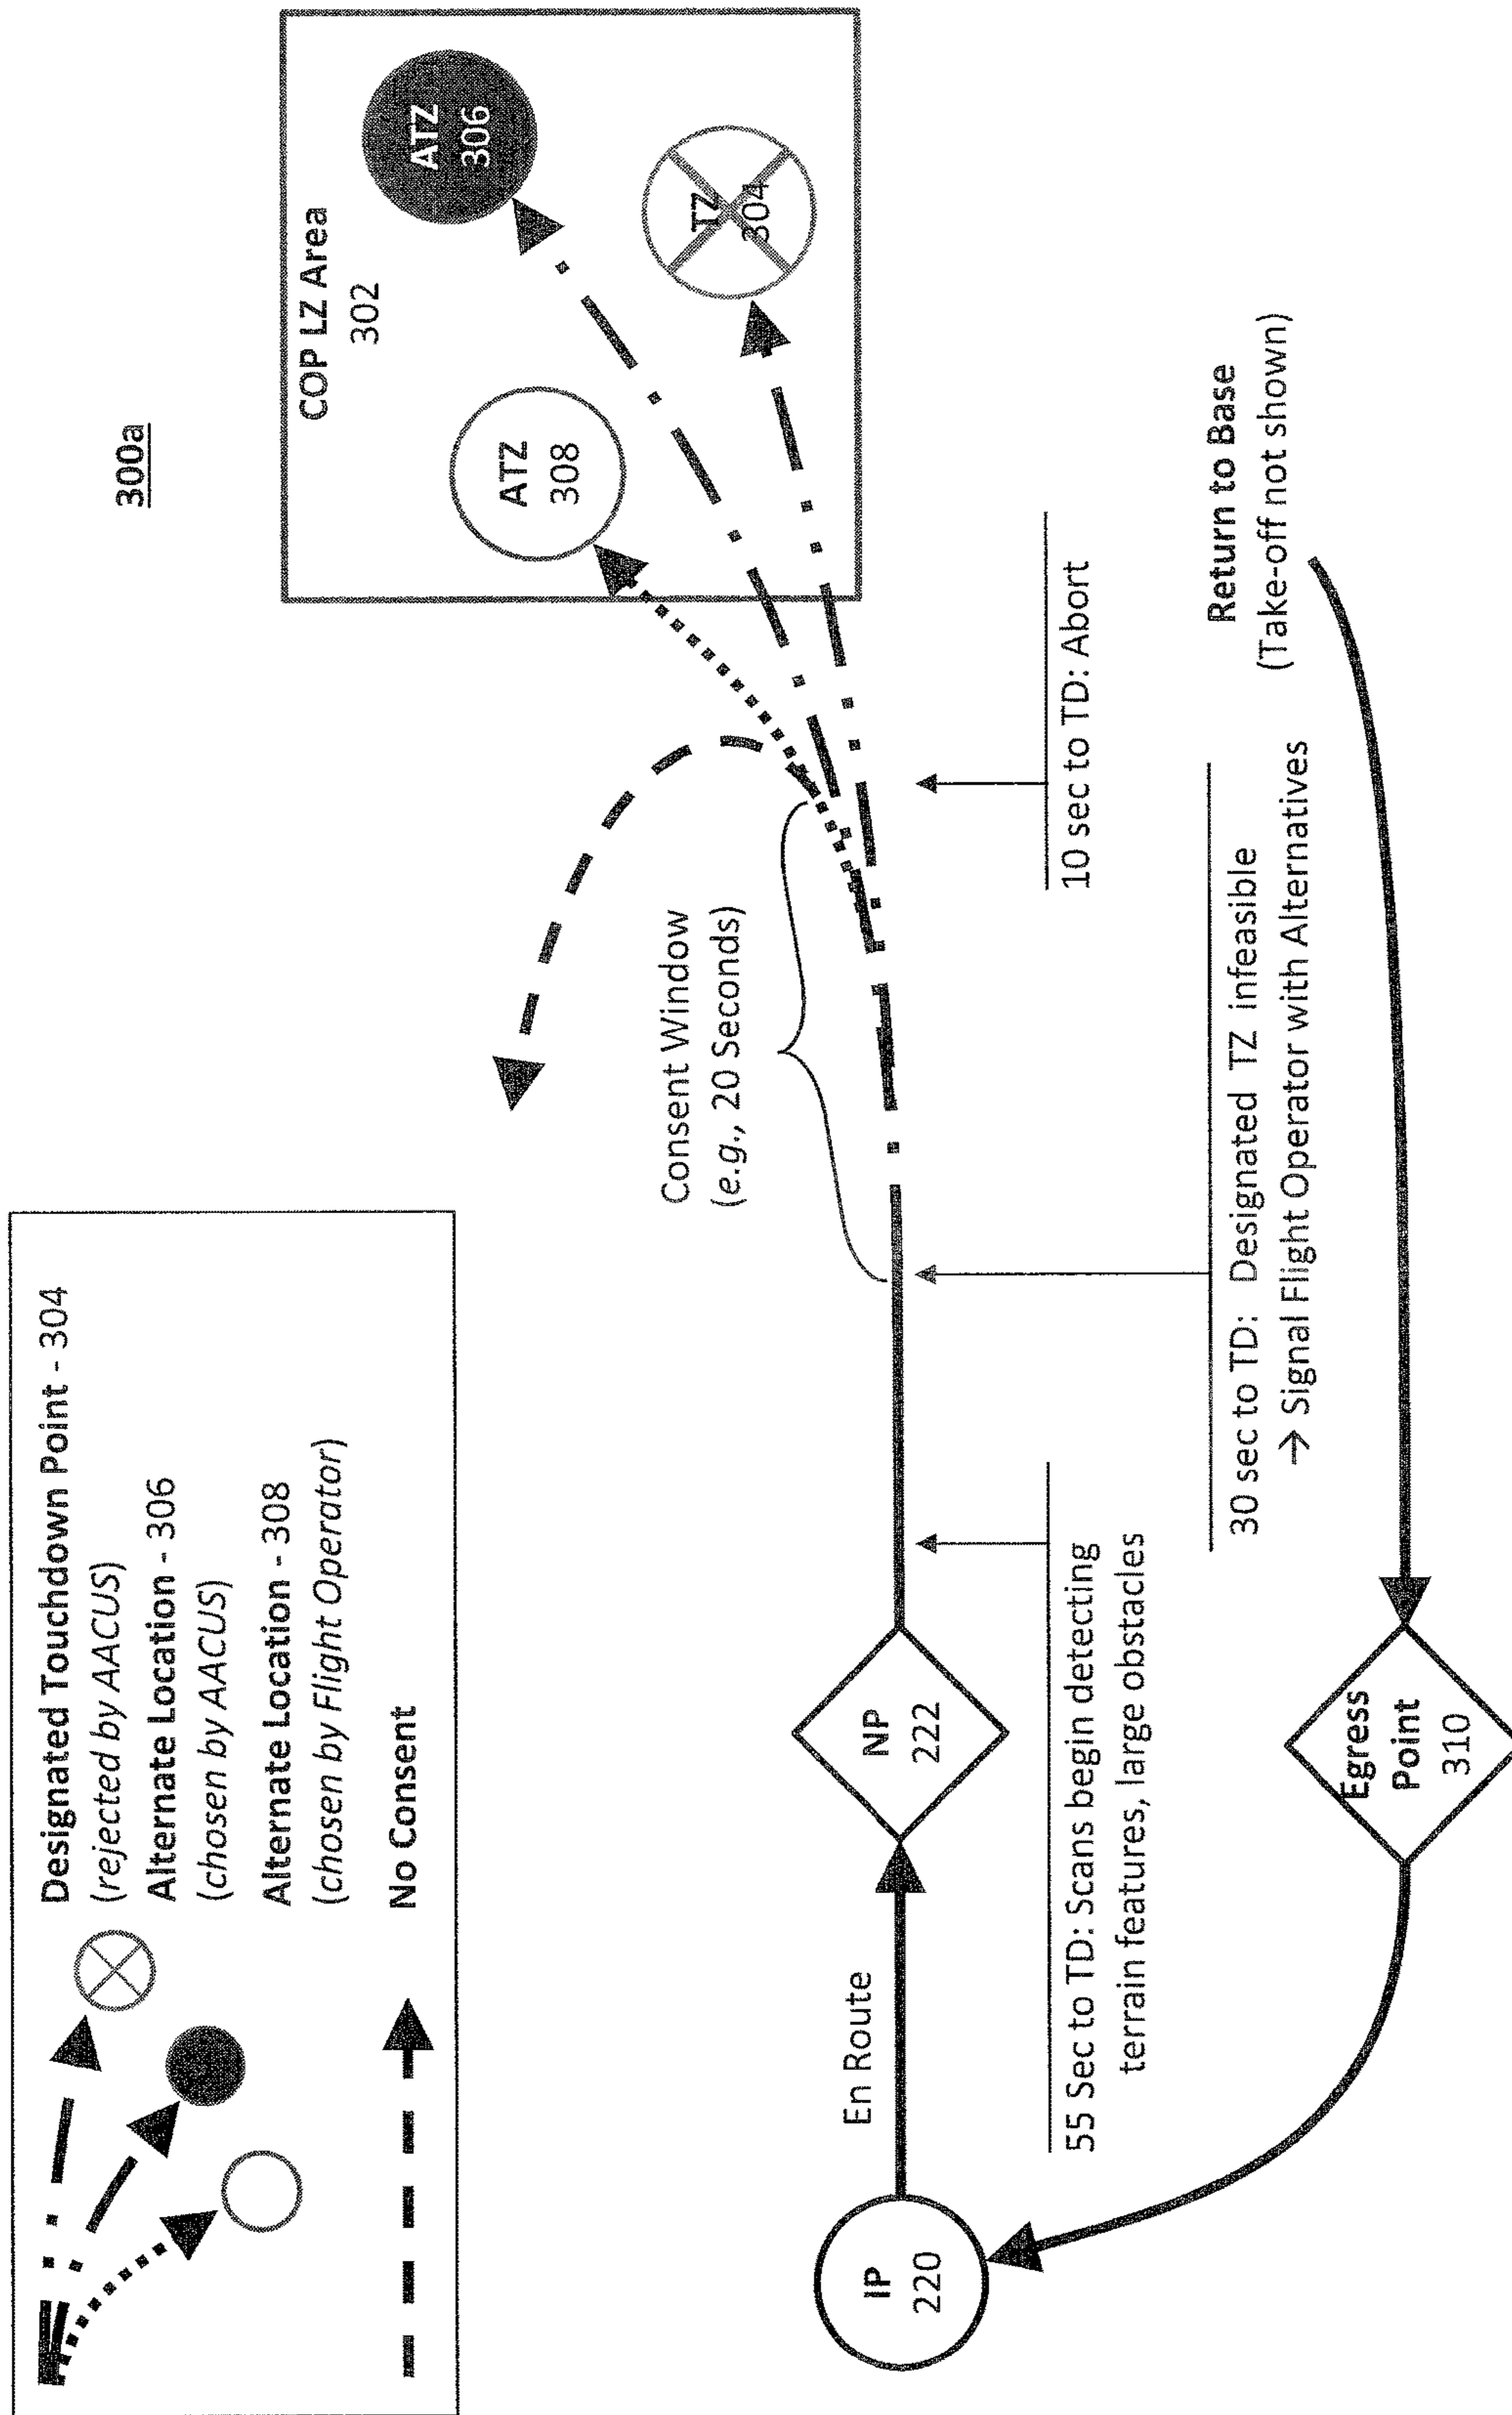 300a
Designated Touchdown Point - 304
(rejected by AACUS)
Alternate Location - 306
(chosen by AACUS)
Alternate Location - 308
(chosen by Flight Operator)
No Consent
COP LZ Area
302
ATZ
306
ATZ
308
TZ
304
Consent Window
(e.g., 20 Seconds)
En Route
IP
220
NP
222
10 sec to TD: Abort
55 Sec to TD: Scans begin detecting
terrain features, large obstacles
30 sec to TD: Designated TZ infeasible
→ Signal Flight Operator with Alternatives
Return to Base
(Take-off not shown)
Egress
Point
310